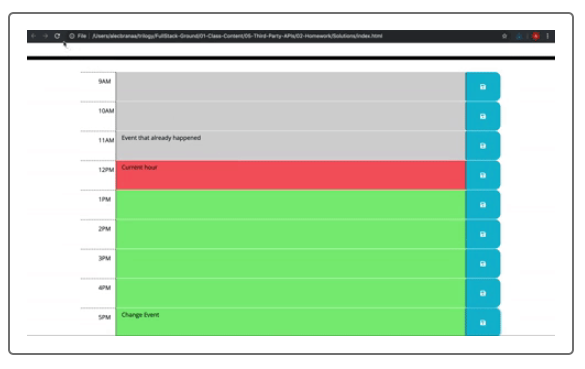 File | /Users/alexbranaa/trilogy/FullStack-Ground/01-Class-Content/05-Third-Party-APIs/02-Homework/Solutions/index.html
9AM
10AM
11AM Event that already happened
12PM Current hour
1PM
2PM
3PM
4PM
5PM Change Event